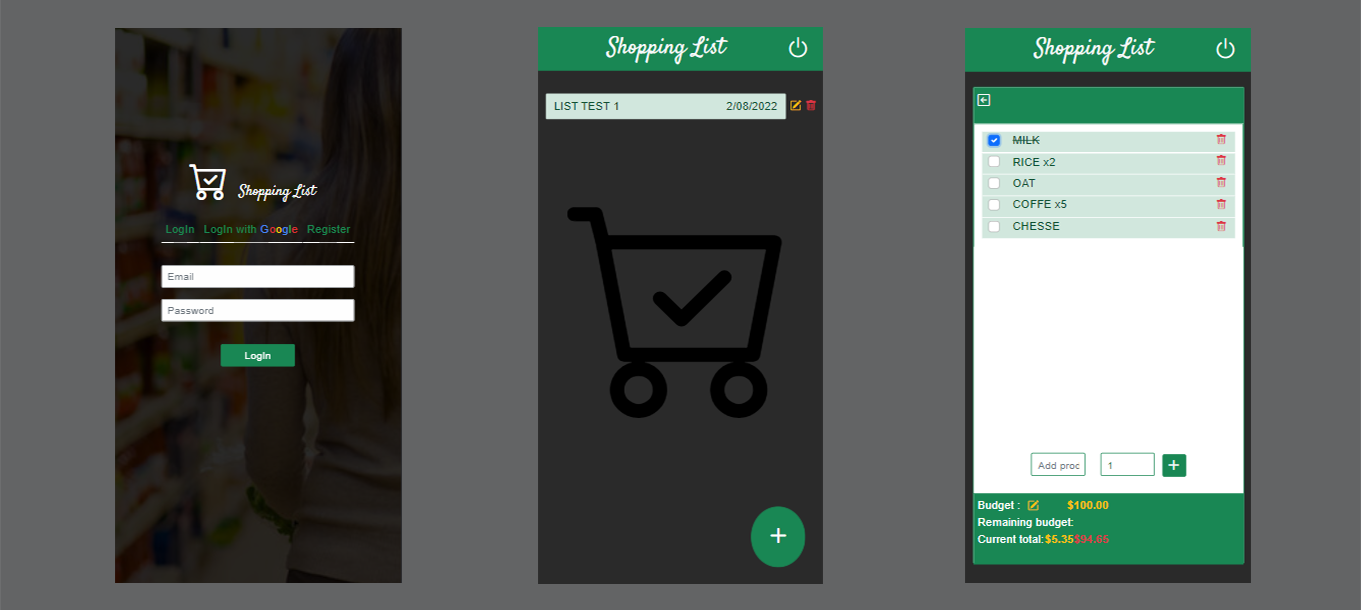 Shopping List
LogIn LogIn with Google Register
Email
Password
LogIn
Shopping List
LIST TEST 1 2/08/2022
Shopping List
MILK
RICE x2
OAT
COFFE x5
CHESSE
Add proc 1
Budget : $100.00
Remaining budget:
Current total:$5.35$94.65